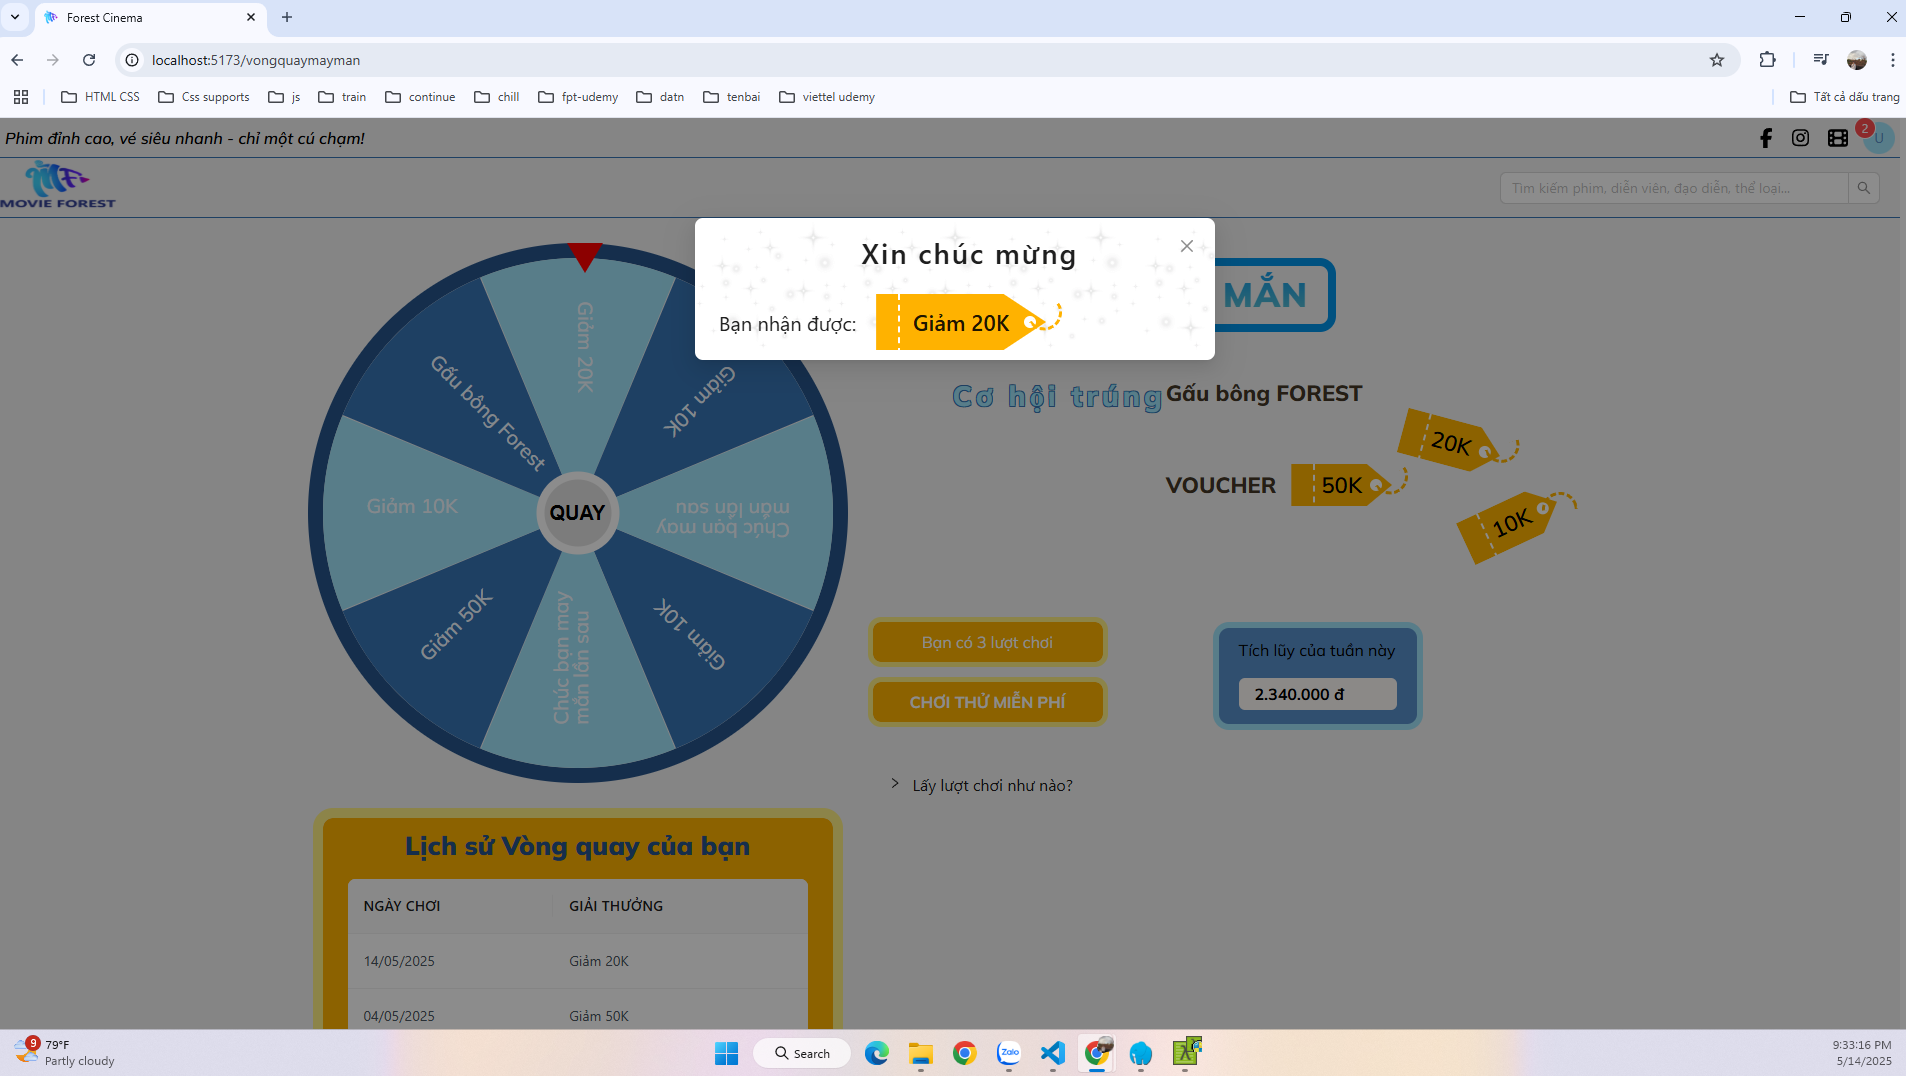 Forest Cinema
localhost:5173/vongquaymayman
HTML CSS
Css supports
js
train
continue
chill
fpt-udemy
datn
tenbai
viettel udemy
Tất cả dấu trang
Phim đỉnh cao, vé siêu nhanh - chỉ một cú chạm!
2
U
MOVIE FOREST
Tìm kiếm phim, diễn viên, đạo diễn, thể loại...
Xin chúc mừng
Bạn nhận được:
Giảm 20K
MẮN
Giảm 20K
Giảm 10K
Chúc bạn may
mắn lần sau
Giảm 10K
Chúc bạn may
mắn lần sau
Giảm 50K
Giảm 10K
Gấu bông Forest
QUAY
Cơ hội trúng
Gấu bông FOREST
VOUCHER
50K
20K
10K
Bạn có 3 lượt chơi
CHƠI THỬ MIỄN PHÍ
Tích lũy của tuần này
2.340.000 đ
Lấy lượt chơi như nào?
Lịch sử Vòng quay của bạn
NGÀY CHƠI
GIẢI THƯỞNG
14/05/2025
Giảm 20K
04/05/2025
Giảm 50K
9
79°F
Partly cloudy
Search
Zalo
9:33:16 PM
5/14/2025